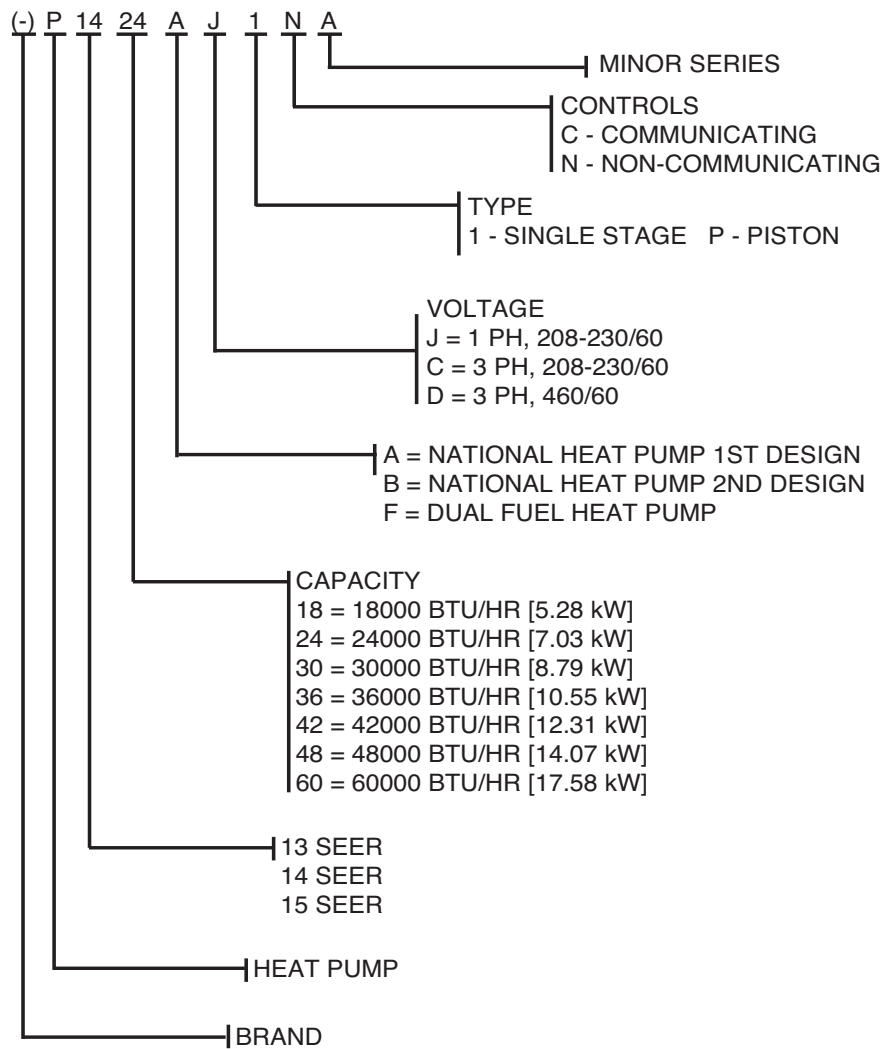 (-) P 14 24 A J 1 N A
MINOR SERIES
CONTROLS
C - COMMUNICATING
N - NON-COMMUNICATING
TYPE
1 - SINGLE STAGE P - PISTON
VOLTAGE
J = 1 PH, 208-230/60
C = 3 PH, 208-230/60
D = 3 PH, 460/60
A = NATIONAL HEAT PUMP 1ST DESIGN
B = NATIONAL HEAT PUMP 2ND DESIGN
F = DUAL FUEL HEAT PUMP
CAPACITY
18 = 18000 BTU/HR [5.28 kW]
24 = 24000 BTU/HR [7.03 kW]
30 = 30000 BTU/HR [8.79 kW]
36 = 36000 BTU/HR [10.55 kW]
42 = 42000 BTU/HR [12.31 kW]
48 = 48000 BTU/HR [14.07 kW]
60 = 60000 BTU/HR [17.58 kW]
13 SEER
14 SEER
15 SEER
HEAT PUMP
BRAND